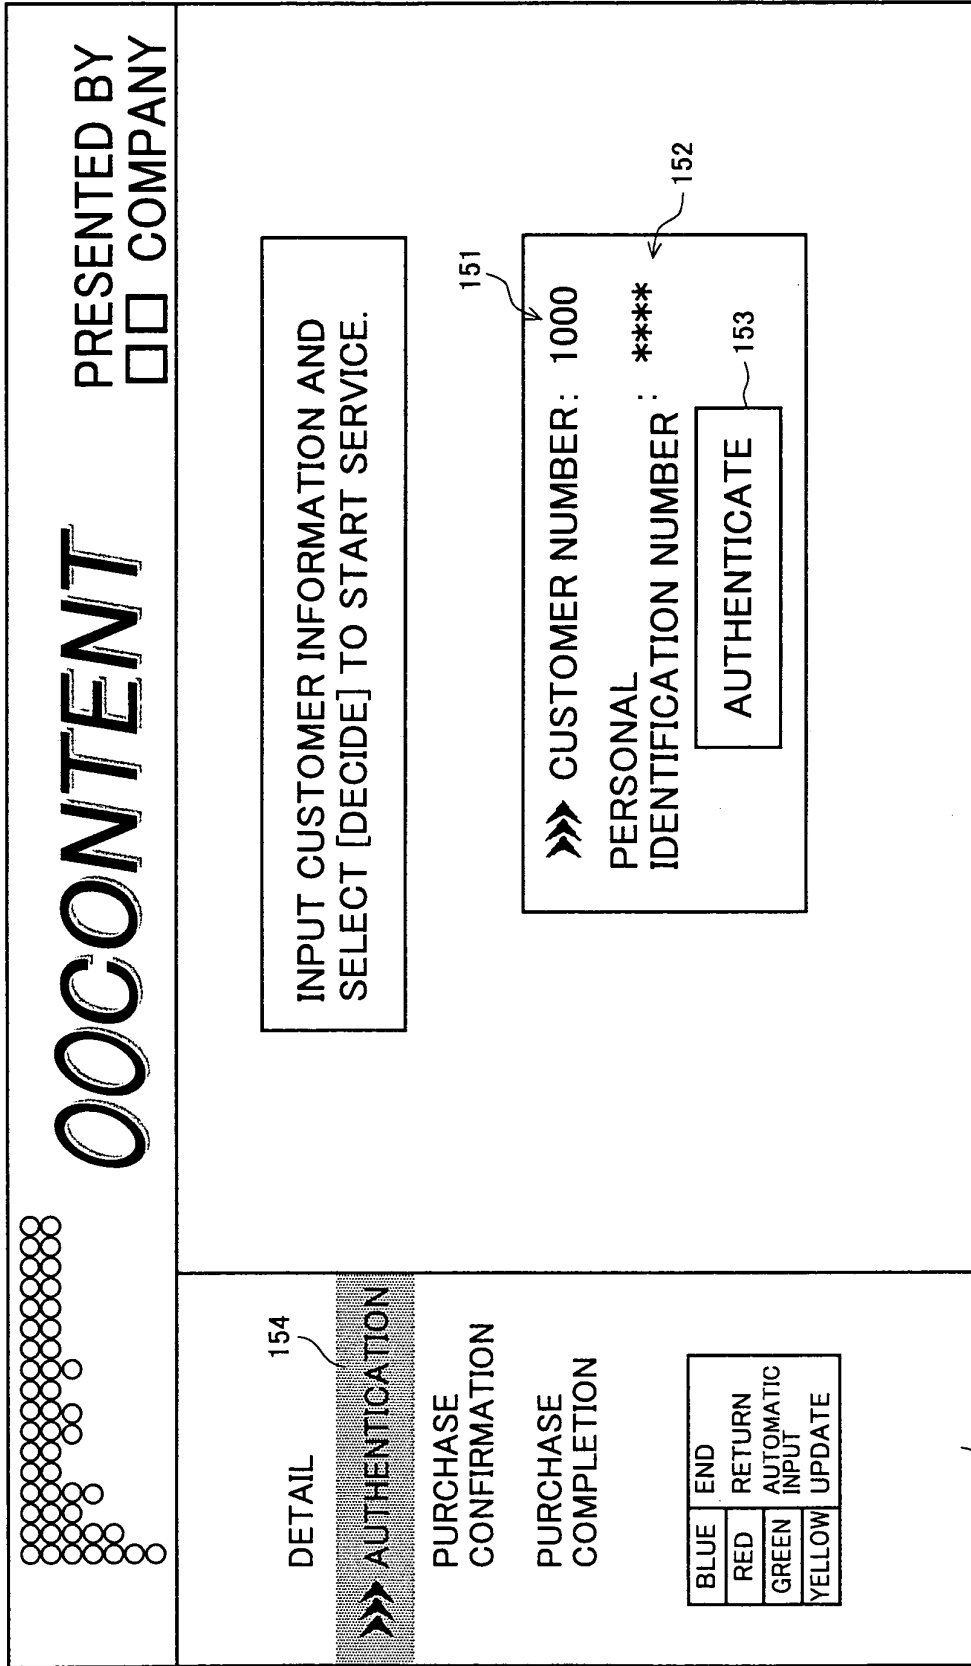 OOCONTENT
PRESENTED BY
□□ COMPANY
DETAIL
154
>>> AUTHENTICATION
PURCHASE
CONFIRMATION
PURCHASE
COMPLETION
BLUE END
RED RETURN
GREEN AUTOMATIC
INPUT
YELLOW UPDATE
INPUT CUSTOMER INFORMATION AND
SELECT [DECIDE] TO START SERVICE.
151
>>> CUSTOMER NUMBER: 1000
PERSONAL
IDENTIFICATION NUMBER : ****
152
AUTHENTICATE
153